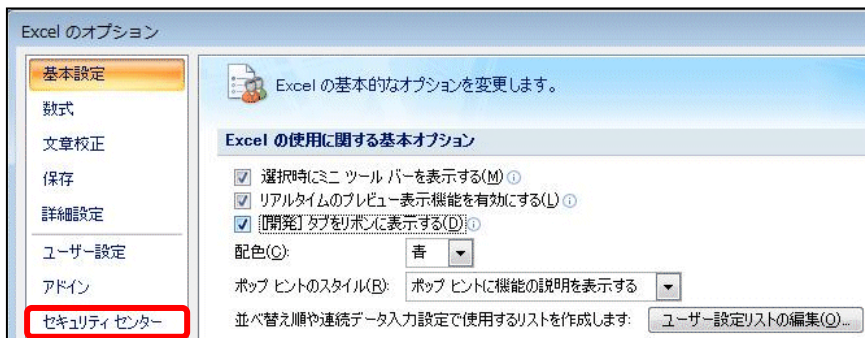 Excel のオプション
基本設定
数式
文章校正
保存
詳細設定
ユーザー設定
アドイン
セキュリティ センター
Excel の基本的なオプションを変更します。
Excel の使用に関する基本オプション
選択時にミニ ツール バーを表示する(M)
リアルタイムのプレビュー表示機能を有効にする(L)
[開発] タブをリボンに表示する(D)
配色(C): 青
ポップ ヒントのスタイル(R): ポップ ヒントに機能の説明を表示する
並べ替え順や連続データ入力設定で使用するリストを作成します: ユーザー設定リストの編集(O)...